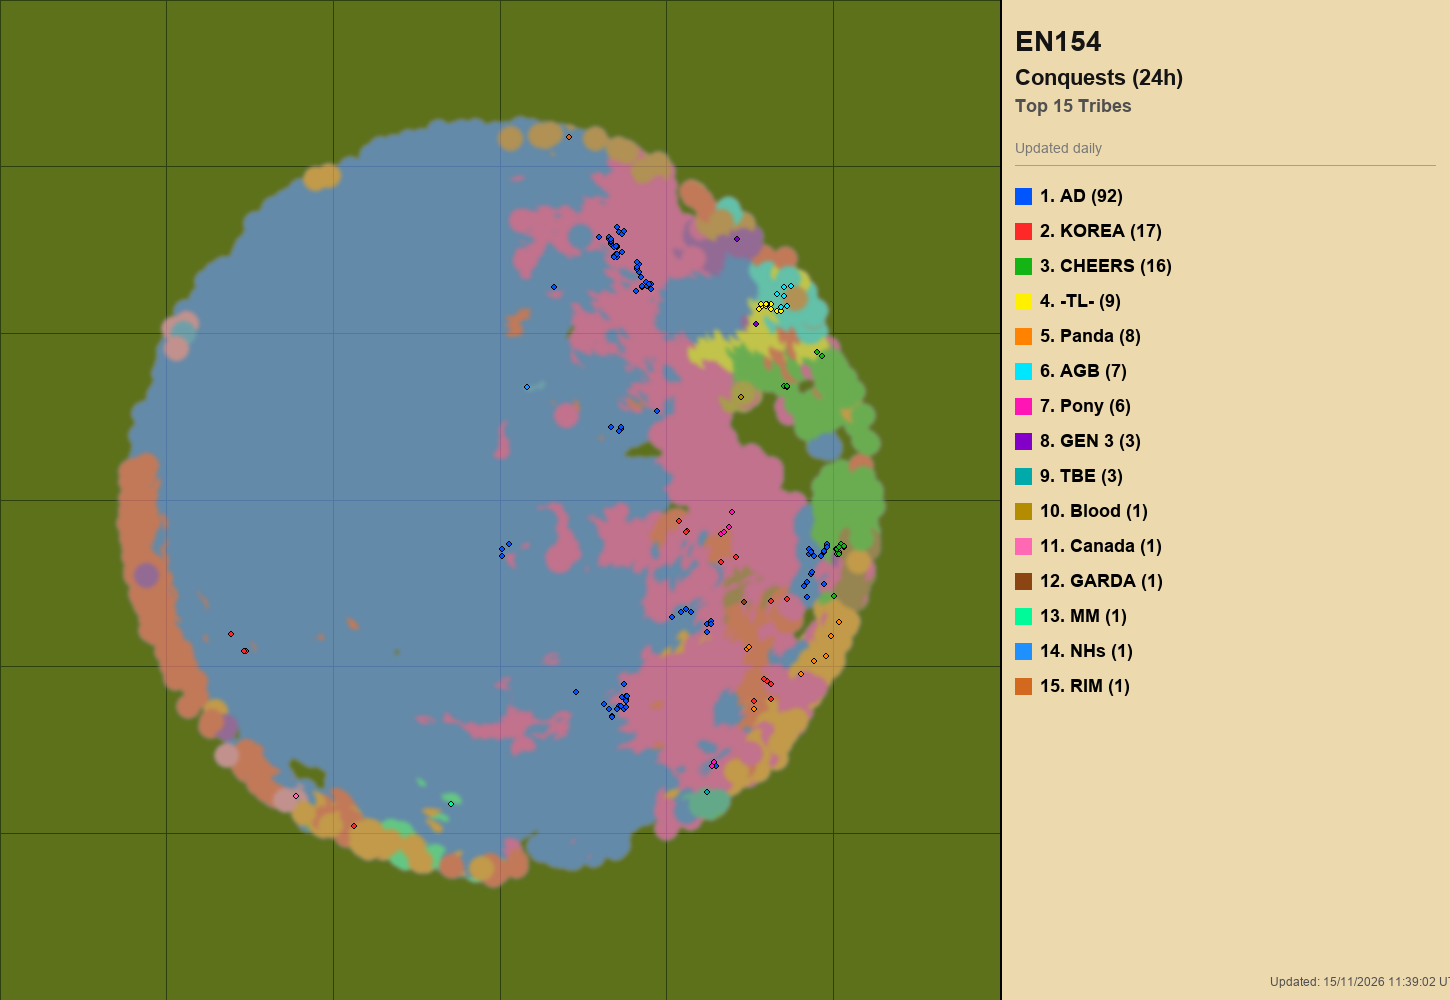 EN154
Conquests (24h)
Top 15 Tribes
Updated daily
1. AD (92)
2. KOREA (17)
3. CHEERS (16)
4. -TL- (9)
5. Panda (8)
6. AGB (7)
7. Pony (6)
8. GEN 3 (3)
9. TBE (3)
10. Blood (1)
11. Canada (1)
12. GARDA (1)
13. MM (1)
14. NHs (1)
15. RIM (1)
Updated: 15/11/2026 11:39:02